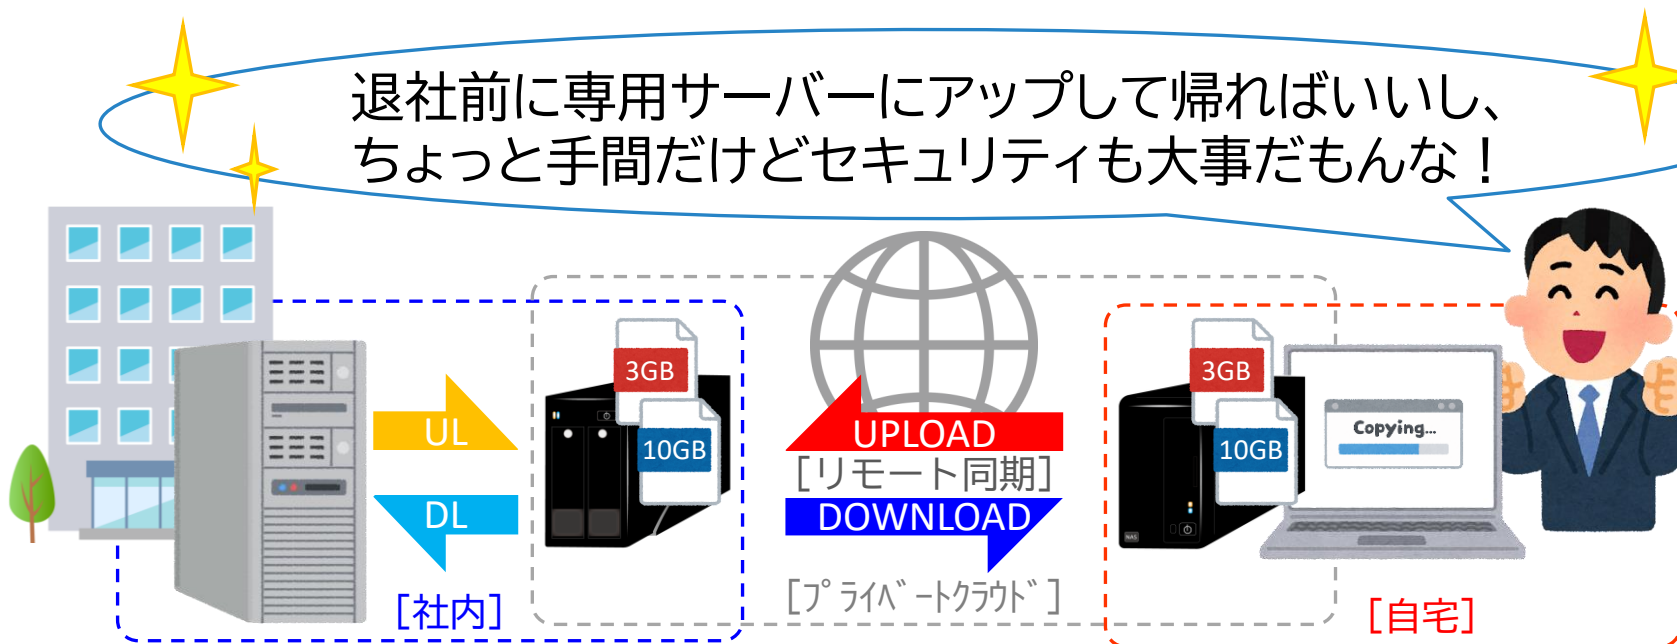 退社前に専用サーバーにアップして帰ればいいし、
ちょっと手間だけどセキュリティも大事だもんな！
3GB
10GB
UL
DL
UPLOAD
[リモート同期]
DOWNLOAD
[ﾌﾟﾗｲﾍﾞｰﾄｸﾗｳﾄﾞ]
3GB
10GB
NAS
Copying...
[社内]
[自宅]